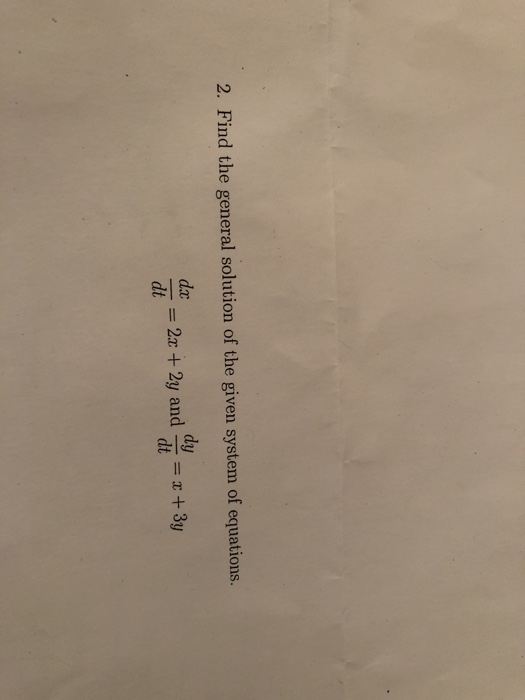 2. Find the general solution of the given system of equations.
dx/dt = 2x + 2y and dy/dt = x + 3y